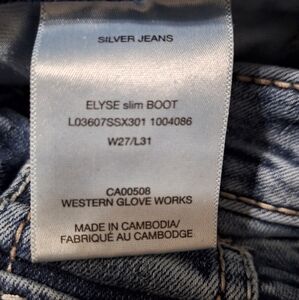 SILVER JEANS
ELYSE slim BOOT
L03607SSX301 1004086
W27/L31
CA00508
WESTERN GLOVE WORKS
MADE IN CAMBODIA/
FABRIQUÉ AU CAMBODGE